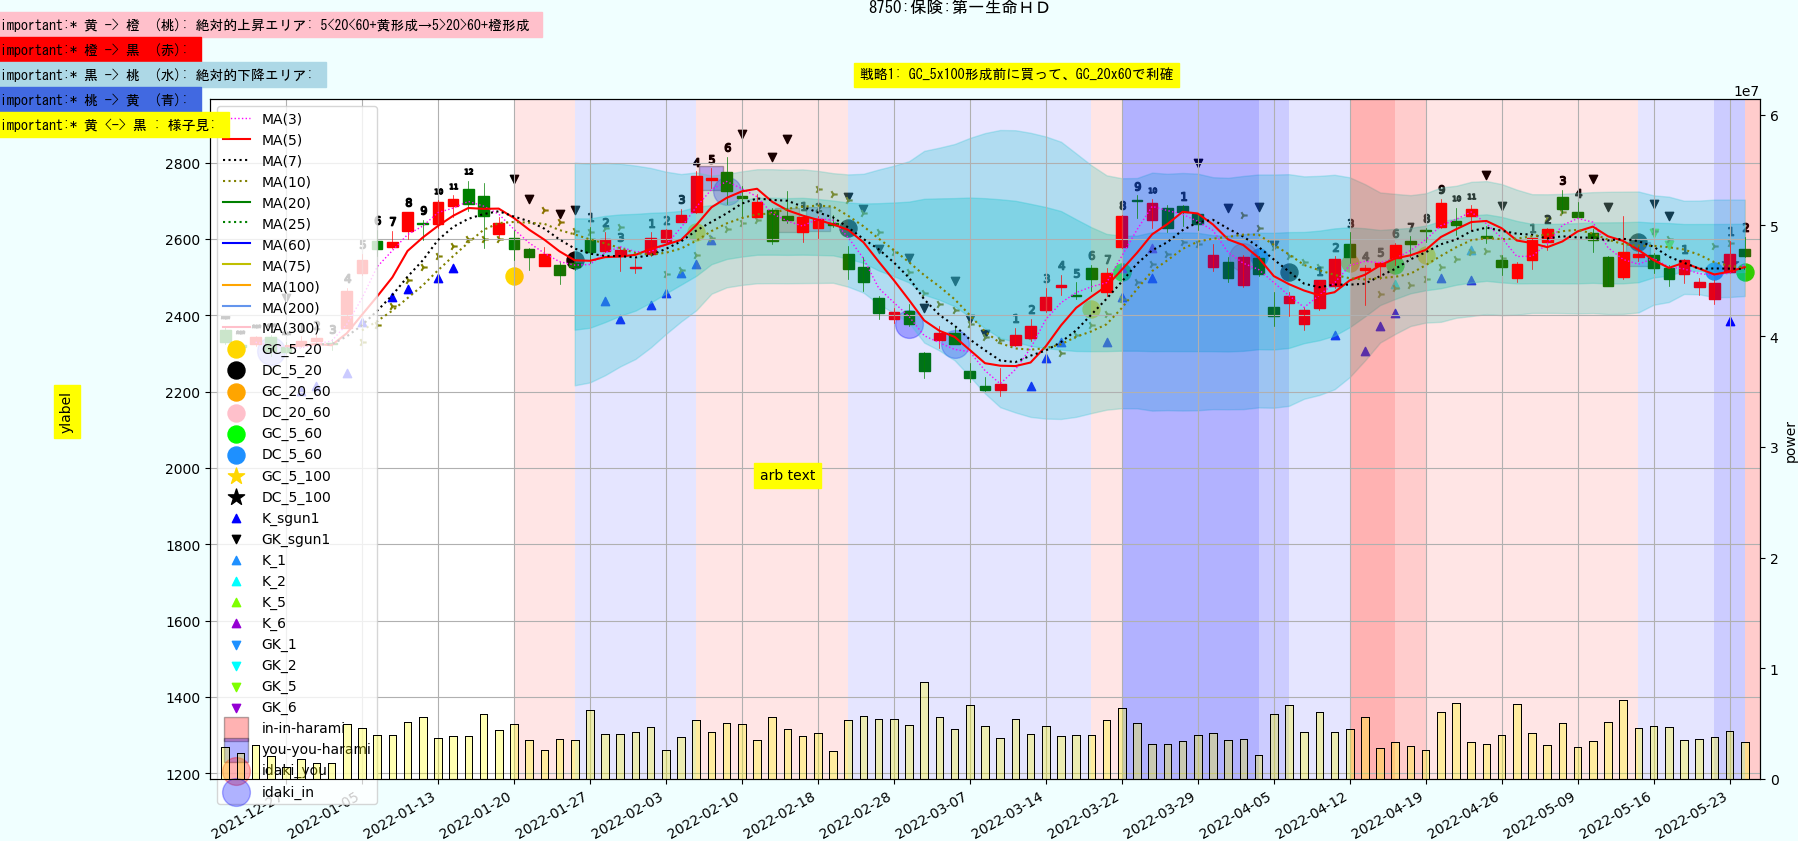 8750:保険:第一生命ＨＤ
important:* 黄 -> 橙 （桃）: 絶対的上昇エリア: 5<20<60+黄形成→5>20>60+橙形成
important:* 橙 -> 黒 （赤）:
important:* 黒 -> 桃 （水）: 絶対的下降エリア:
important:* 桃 -> 黄 （青）:
important:* 黄 <-> 黒 : 様子見:
戦略1: GC_5x100形成前に買って、GC_20x60で利確
1e7
MA(3)
MA(5)
MA(7)
MA(10)
MA(20)
MA(25)
MA(60)
MA(75)
MA(100)
MA(200)
MA(300)
GC_5_20
DC_5_20
GC_20_60
DC_20_60
GC_5_60
DC_5_60
GC_5_100
DC_5_100
K_sgun1
GK_sgun1
K_1
K_2
K_5
K_6
GK_1
GK_2
GK_5
GK_6
in-in-harami
you-you-harami
idaki_you
idaki_in
2800
2600
2400
2200
2000
1800
1600
1400
1200
ylabel
arb text
6
5
4
3
2
1
0
power
2021-12-27
2022-01-05
2022-01-13
2022-01-20
2022-01-27
2022-02-03
2022-02-10
2022-02-18
2022-02-28
2022-03-07
2022-03-14
2022-03-22
2022-03-29
2022-04-05
2022-04-12
2022-04-19
2022-04-26
2022-05-09
2022-05-16
2022-05-23